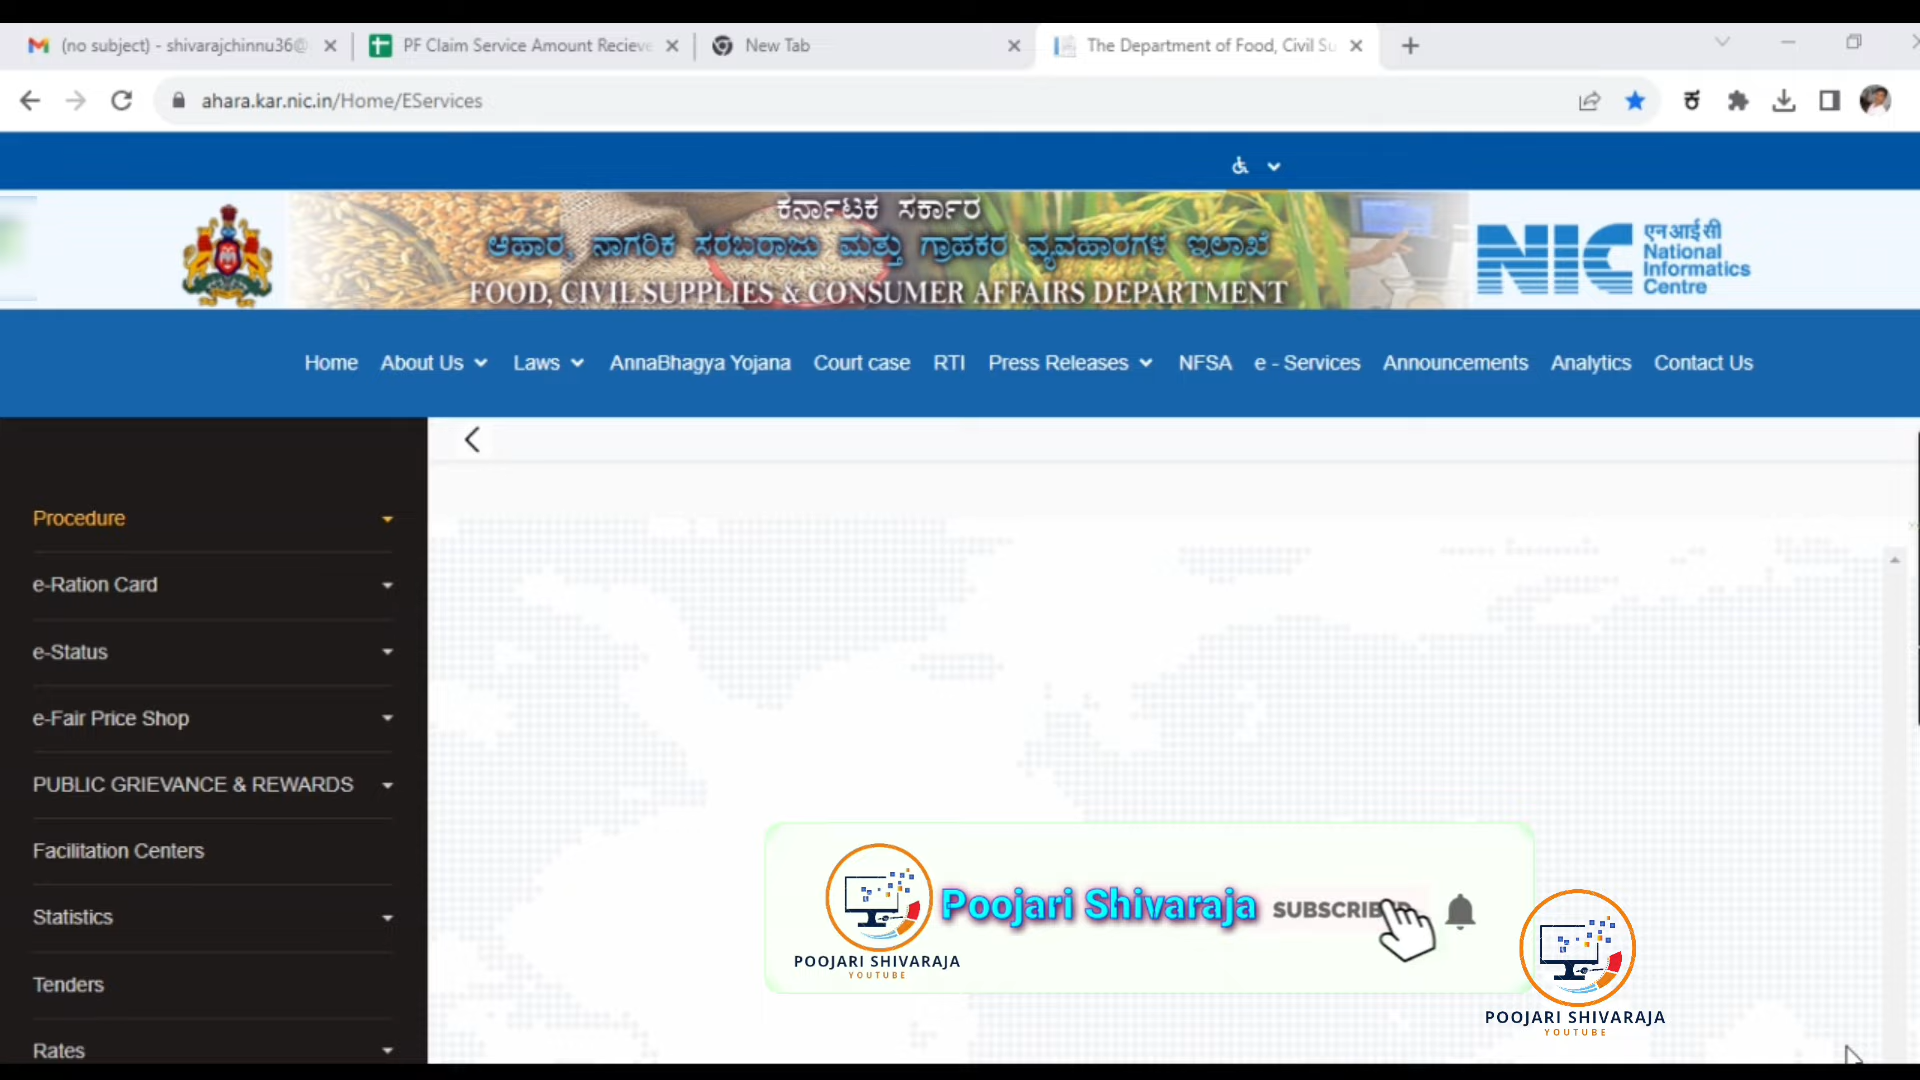 (no subject) - shivarajchinnu36@
PF Claim Service Amount Recieve
New Tab
The Department of Food, Civil Su
ahara.kar.nic.in/Home/EServices
ಕರ್ನಾಟಕ ಸರ್ಕಾರ
ಆಹಾರ, ನಾಗರಿಕ ಸರಬರಾಜು ಮತ್ತು ಗ್ರಾಹಕರ ವ್ಯವಹಾರಗಳ ಇಲಾಖೆ
FOOD, CIVIL SUPPLIES & CONSUMER AFFAIRS DEPARTMENT
NIC
एन आई सी
National
Informatics
Centre
Home About Us Laws AnnaBhagya Yojana Court case RTI Press Releases NFSA e - Services Announcements Analytics Contact Us
Procedure
e-Ration Card
e-Status
e-Fair Price Shop
PUBLIC GRIEVANCE & REWARDS
Facilitation Centers
Statistics
Tenders
Rates
Poojari Shivaraja
SUBSCRIBED
POOJARI SHIVARAJA
YOUTUBE
POOJARI SHIVARAJA
YOUTUBE